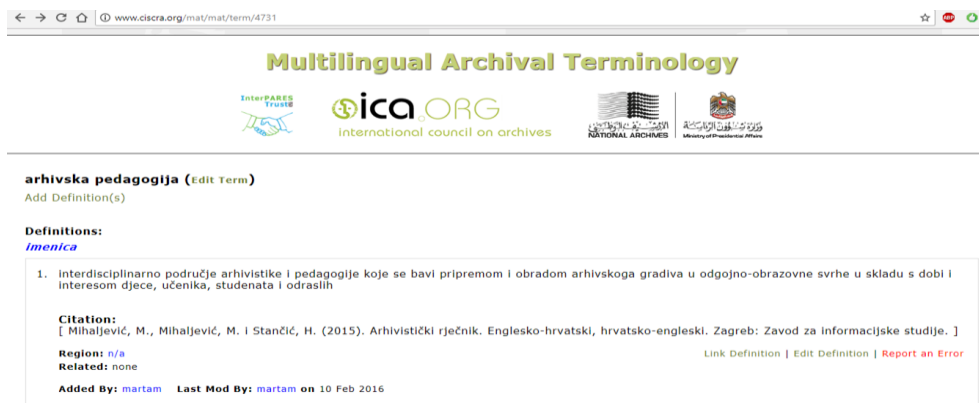 www.ciscra.org/mat/mat/term/4731
ABP
Multilingual Archival Terminology
InterPARES
Trust
ica.ORG
international council on archives
NATIONAL ARCHIVES
وزارة شؤون الرئاسة
Ministry of Presidential Affairs
arhivska pedagogija (Edit Term)
Add Definition(s)
Definitions:
imenica
1. interdisciplinarno područje arhivistike i pedagogije koje se bavi pripremom i obradom arhivskoga gradiva u odgojno-obrazovne svrhe u skladu s dobi i
interesom djece, učenika, studenata i odraslih
Citation:
[ Mihaljević, M., Mihaljević, M. i Stančić, H. (2015). Arhivistički rječnik. Englesko-hrvatski, hrvatsko-engleski. Zagreb: Zavod za informacijske studije. ]
Region: n/a
Link Definition | Edit Definition | Report an Error
Related: none
Added By: martam Last Mod By: martam on 10 Feb 2016